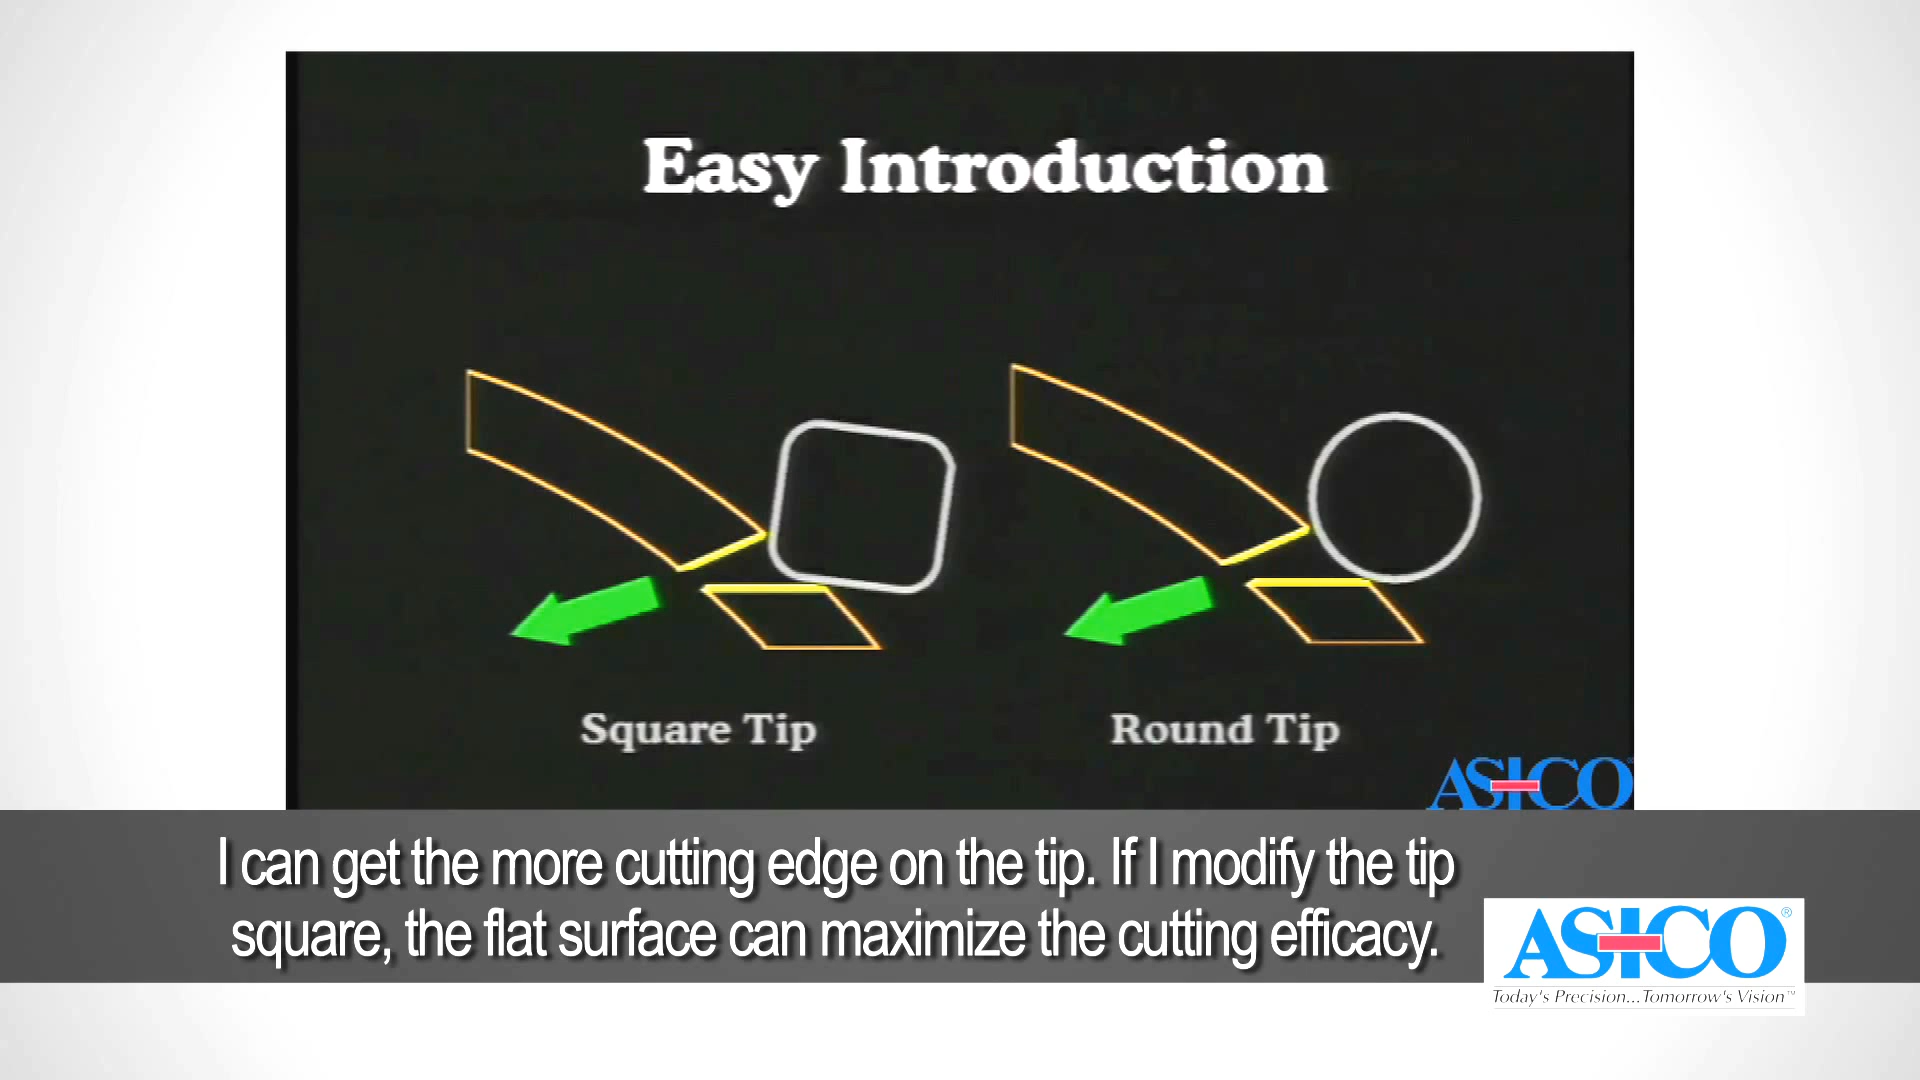 Easy Introduction
Square Tip
Round Tip
ASICO
I can get the more cutting edge on the tip. If I modify the tip
square, the flat surface can maximize the cutting efficacy.
ASICO®
Today's Precision...Tomorrow's Vision™